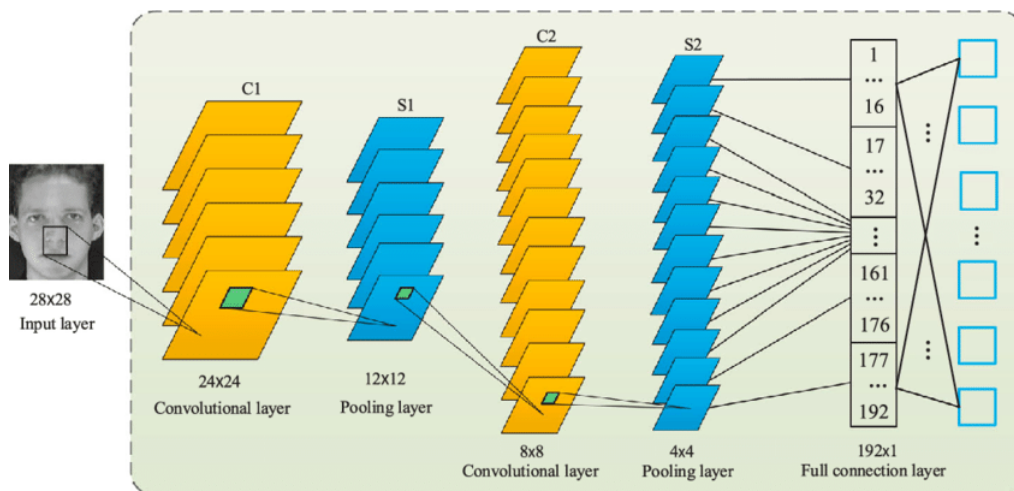 C1
S1
C2
S2
28x28
Input layer
24x24
Convolutional layer
12x12
Pooling layer
8x8
Convolutional layer
4x4
Pooling layer
1
...
16
17
...
32
...
161
...
176
177
...
192
192x1
Full connection layer
...
...
...